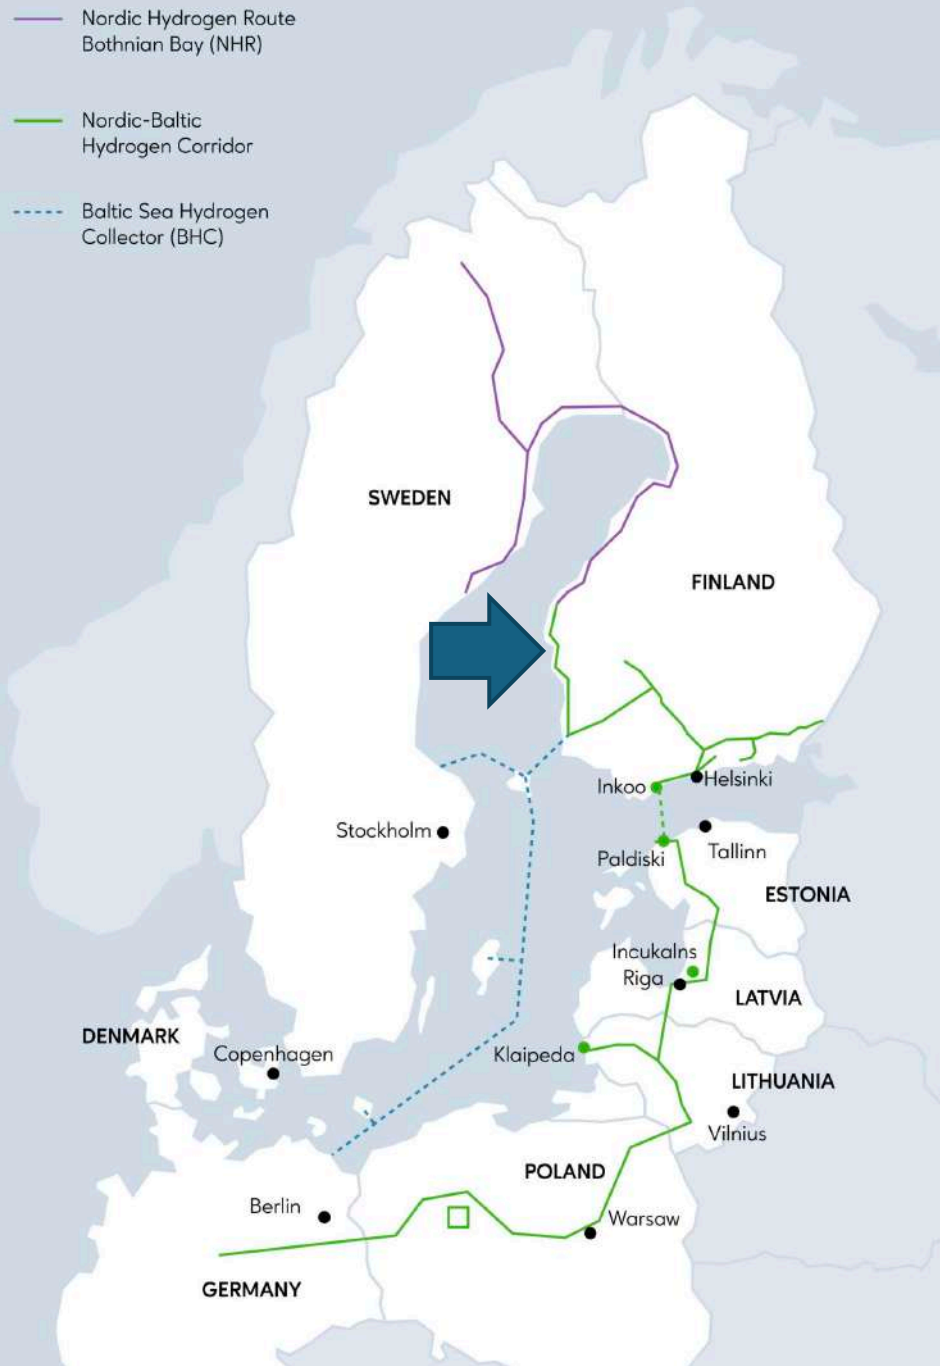 Nordic Hydrogen Route
Bothnian Bay (NHR)
Nordic-Baltic
Hydrogen Corridor
Baltic Sea Hydrogen
Collector (BHC)
SWEDEN
FINLAND
Inkoo
Helsinki
Stockholm
Tallinn
Paldiski
ESTONIA
Incukalns
Riga
LATVIA
DENMARK
Copenhagen
Klaipeda
LITHUANIA
Vilnius
POLAND
Berlin
Warsaw
GERMANY